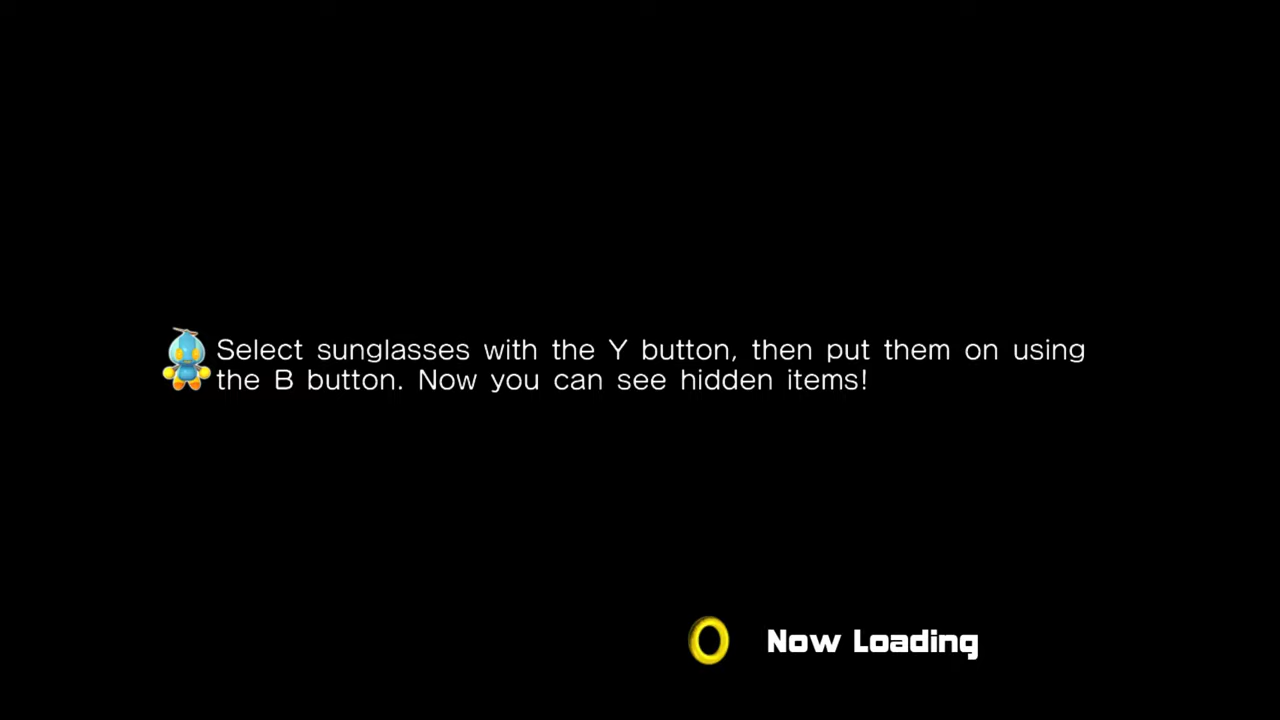 Select sunglasses with the Y button, then put them on using
the B button. Now you can see hidden items!
Now Loading